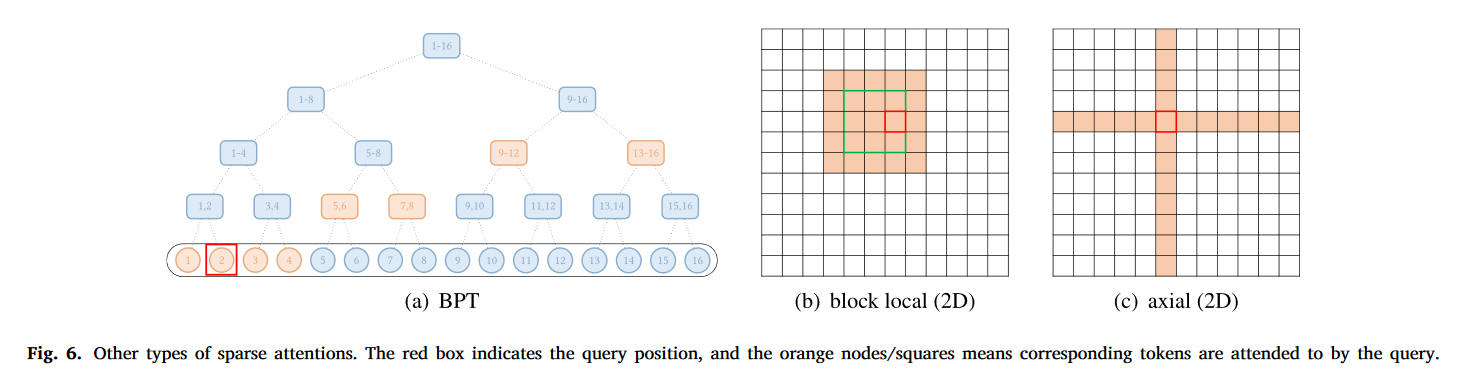 1-16
1-8 9-16
1-4 5-8 9-12 13-16
1,2 3,4 5,6 7,8 9,10 11,12 13,14 15,16
1 2 3 4 5 6 7 8 9 10 11 12 13 14 15 16
(a) BPT
(b) block local (2D)
(c) axial (2D)
Fig. 6. Other types of sparse attentions. The red box indicates the query position, and the orange nodes/squares means corresponding tokens are attended to by the query.